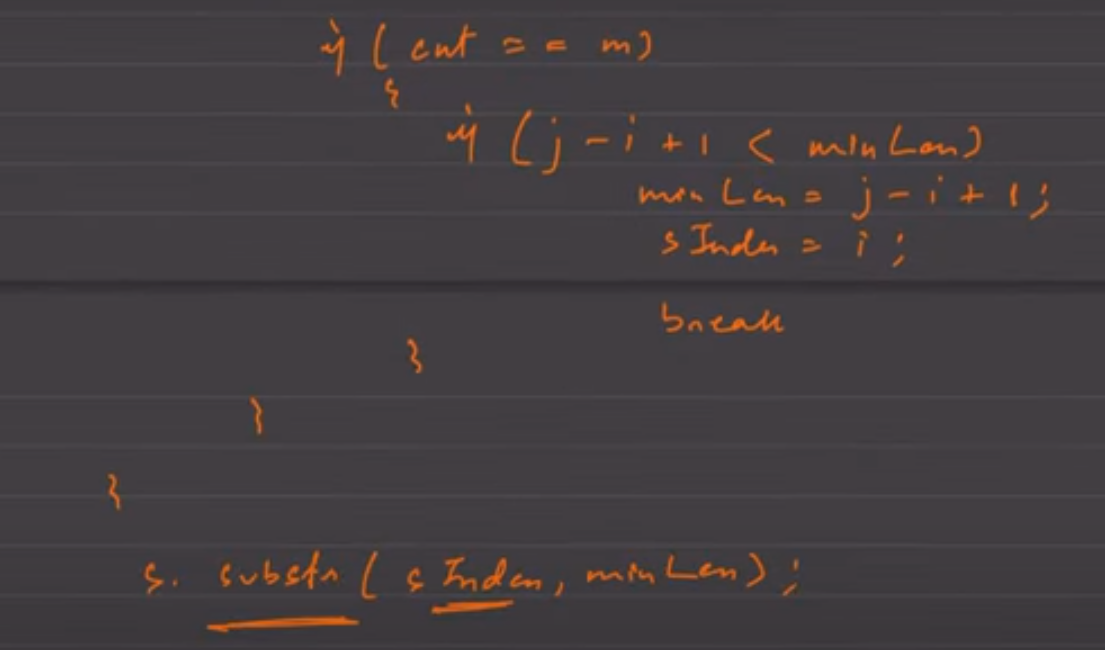 if ( cnt = = m)
{
if (j - i + 1 < minLen)
minLen = j - i + 1;
sIndex = i;
break
}
}
}
s. substr ( sIndex, minLen);